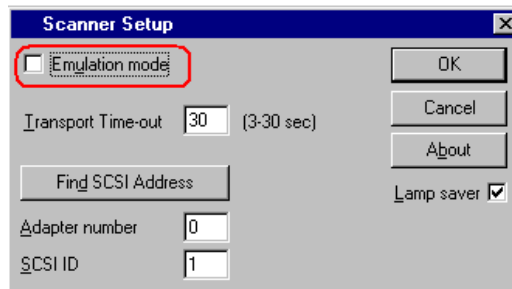 Scanner Setup
Emulation mode
OK
Transport Time-out 30 (3-30 sec)
Cancel
About
Find SCSI Address
Lamp saver
Adapter number 0
SCSI ID 1